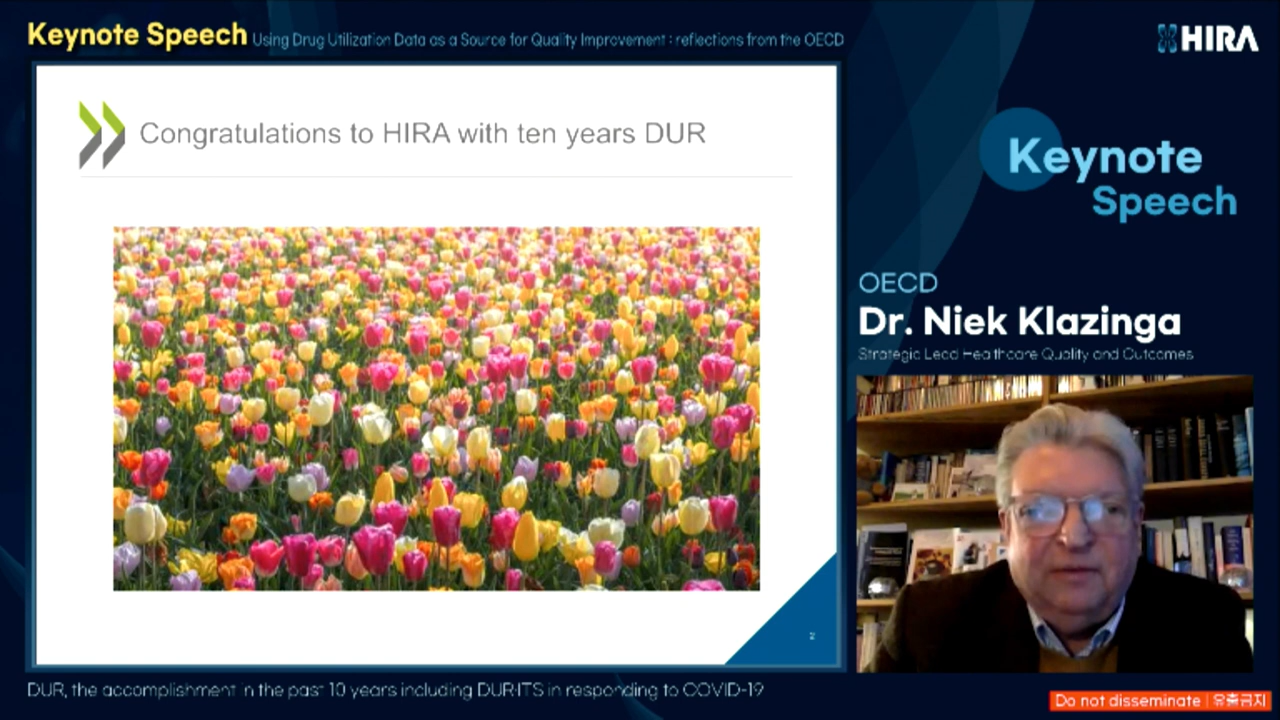 Keynote Speech Using Drug Utilization Data as a Source for Quality Improvement : reflections from the OECD
HIRA
Congratulations to HIRA with ten years DUR
Keynote
Speech
OECD
Dr. Niek Klazinga
Strategic Lead Healthcare Quality and Outcomes
2
DUR, the accomplishment in the past 10 years including DUR·ITS in responding to COVID-19
Do not disseminate | 유출금지